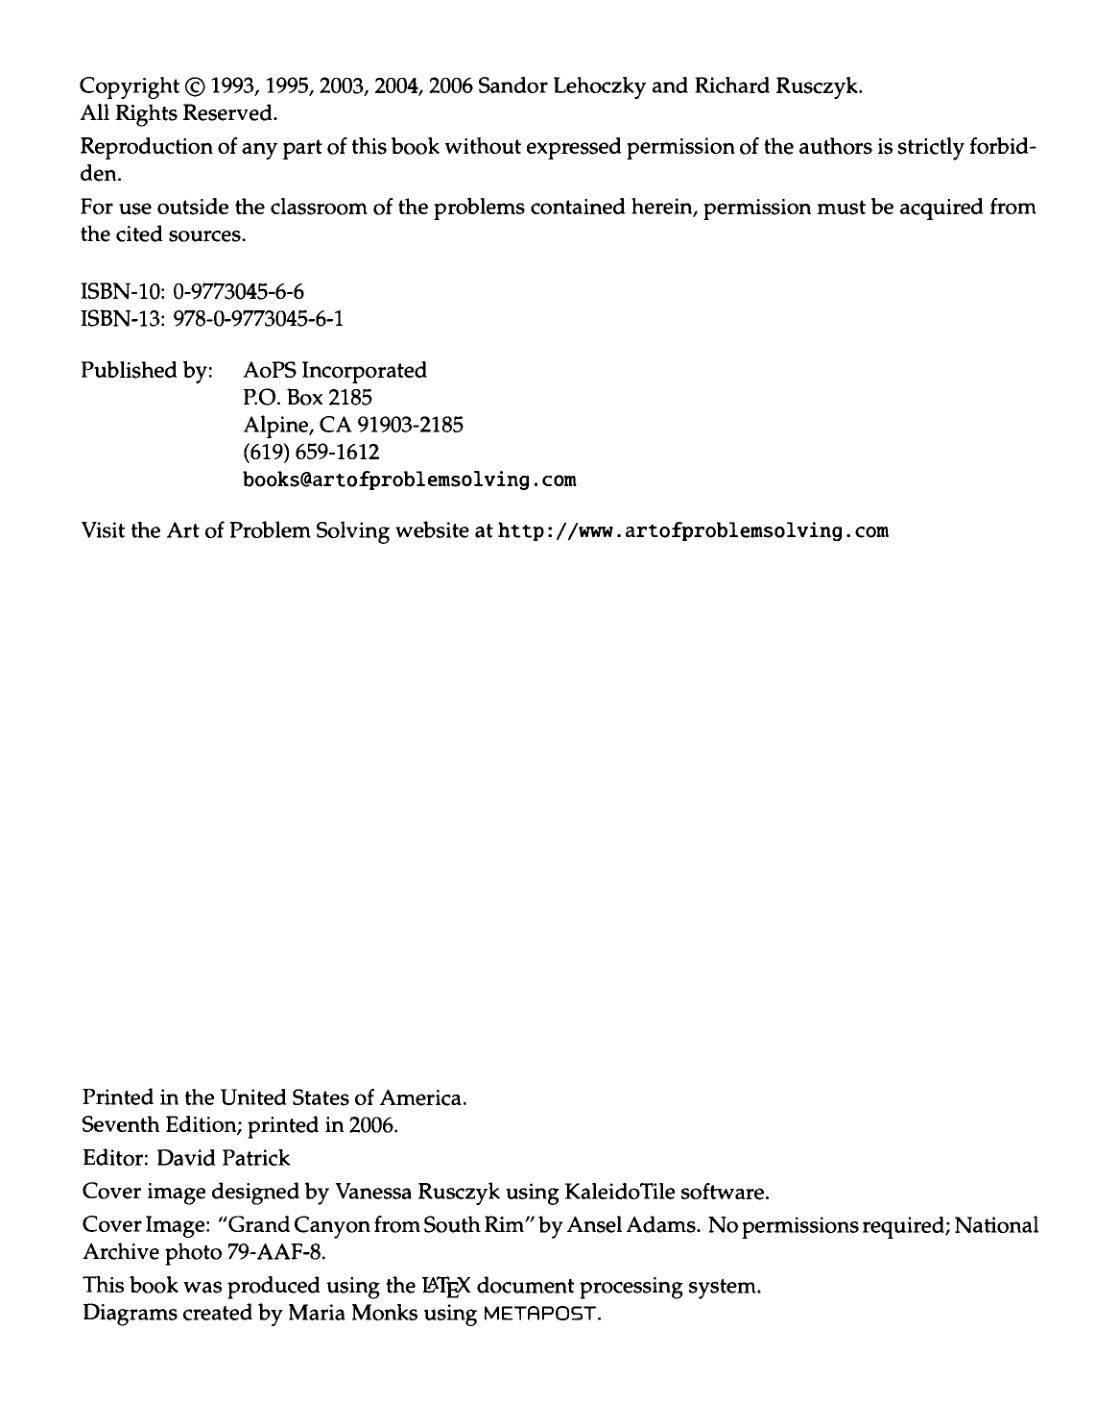 Copyright © 1993, 1995, 2003, 2004, 2006 Sandor Lehoczky and Richard Rusczyk.
All Rights Reserved.
Reproduction of any part of this book without expressed permission of the authors is strictly forbid-
den.
For use outside the classroom of the problems contained herein, permission must be acquired from
the cited sources.
ISBN-10: 0-9773045-6-6
ISBN-13: 978-0-9773045-6-1
Published by: AoPS Incorporated
P.O. Box 2185
Alpine, CA 91903-2185
(619) 659-1612
books@artofproblemsolving.com
Visit the Art of Problem Solving website at http://www.artofproblemsolving.com
Printed in the United States of America.
Seventh Edition; printed in 2006.
Editor: David Patrick
Cover image designed by Vanessa Rusczyk using KaleidoTile software.
Cover Image: "Grand Canyon from South Rim" by Ansel Adams. No permissions required; National
Archive photo 79-AAF-8.
This book was produced using the LATEX document processing system.
Diagrams created by Maria Monks using METAPOST.